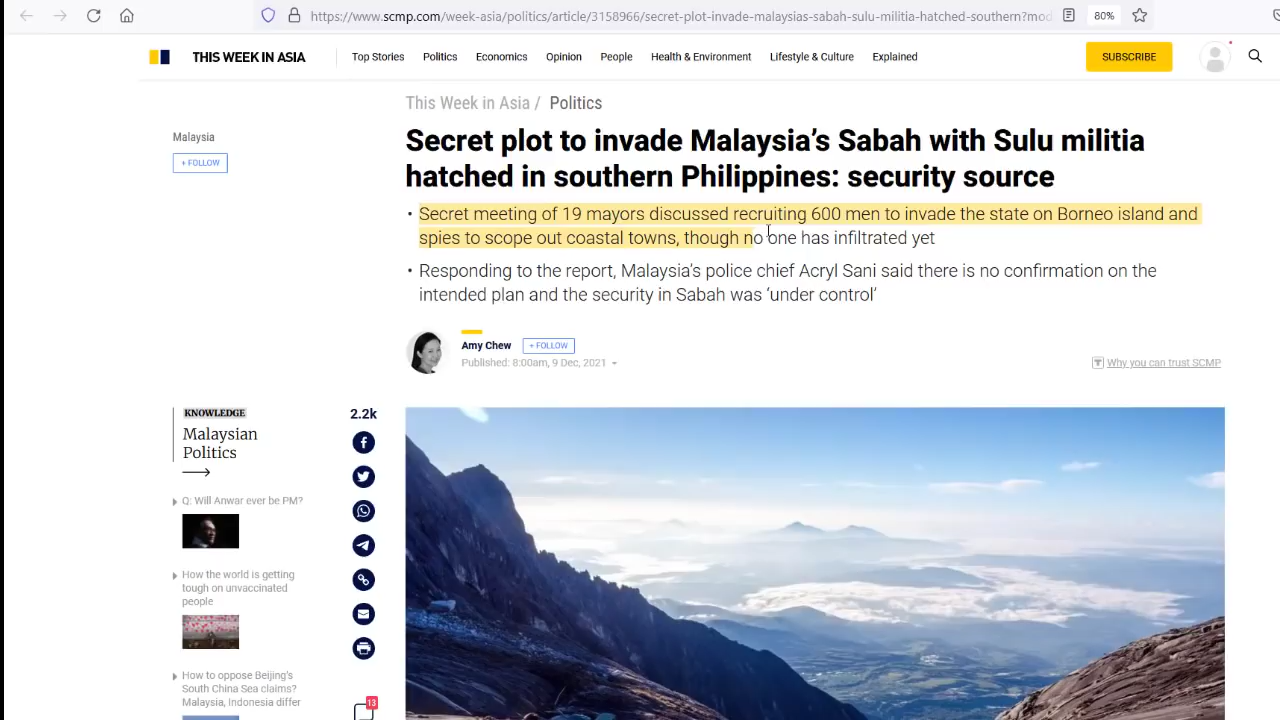 https://www.scmp.com/week-asia/politics/article/3158966/secret-plot-invade-malaysias-sabah-sulu-militia-hatched-southern?mod
80%
THIS WEEK IN ASIA
Top Stories
Politics
Economics
Opinion
People
Health & Environment
Lifestyle & Culture
Explained
SUBSCRIBE
This Week in Asia / Politics
Malaysia
+ FOLLOW
Secret plot to invade Malaysia’s Sabah with Sulu militia
hatched in southern Philippines: security source
• Secret meeting of 19 mayors discussed recruiting 600 men to invade the state on Borneo island and
spies to scope out coastal towns, though no one has infiltrated yet
• Responding to the report, Malaysia’s police chief Acryl Sani said there is no confirmation on the
intended plan and the security in Sabah was ‘under control’
Amy Chew
+ FOLLOW
Published: 8:00am, 9 Dec, 2021
Why you can trust SCMP
KNOWLEDGE
Malaysian
Politics
Q: Will Anwar ever be PM?
How the world is getting
tough on unvaccinated
people
How to oppose Beijing’s
South China Sea claims?
Malaysia, Indonesia differ
2.2k
13